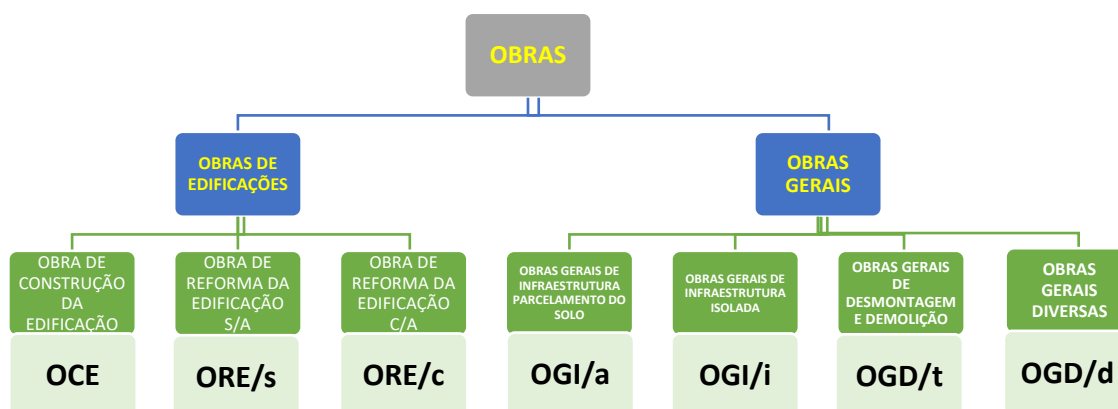 OBRAS
OBRAS DE
EDIFICAÇÕES
OBRAS
GERAIS
OBRA DE
CONSTRUÇÃO
DA
EDIFICAÇÃO
OBRA DE
REFORMA DA
EDIFICAÇÃO
S/A
OBRA DE
REFORMA DA
EDIFICAÇÃO
C/A
OBRAS GERAIS DE
INFRAESTRUTURA
PARCELAMENTO DO
SOLO
OBRAS GERAIS DE
INFRAESTRUTURA
ISOLADA
OBRAS GERAIS
DE
DESMONTAGEM
E DEMOLIÇÃO
OBRAS
GERAIS
DIVERSAS
OCE
ORE/s
ORE/c
OGI/a
OGI/i
OGD/t
OGD/d